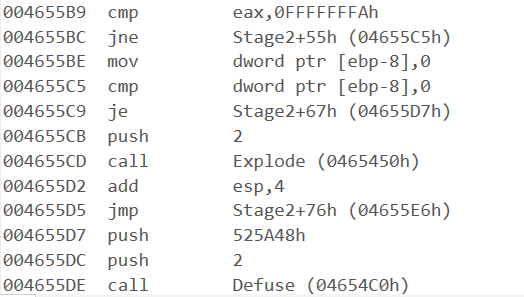 004655B9 cmp eax,0FFFFFFFAh
004655BC jne Stage2+55h (04655C5h)
004655BE mov dword ptr [ebp-8],0
004655C5 cmp dword ptr [ebp-8],0
004655C9 je Stage2+67h (04655D7h)
004655CB push 2
004655CD call Explode (0465450h)
004655D2 add esp,4
004655D5 jmp Stage2+76h (04655E6h)
004655D7 push 525A48h
004655DC push 2
004655DE call Defuse (04654C0h)